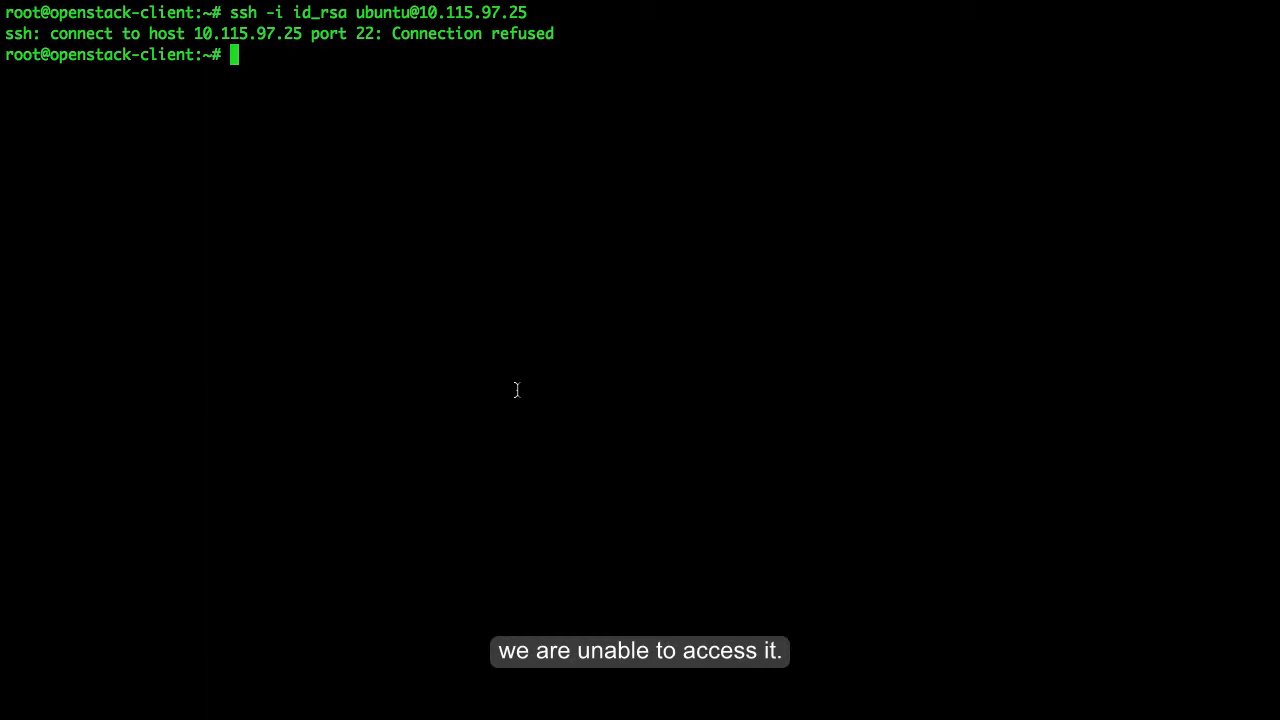 root@openstack-client:~# ssh -i id_rsa ubuntu@10.115.97.25
ssh: connect to host 10.115.97.25 port 22: Connection refused
root@openstack-client:~#
we are unable to access it.